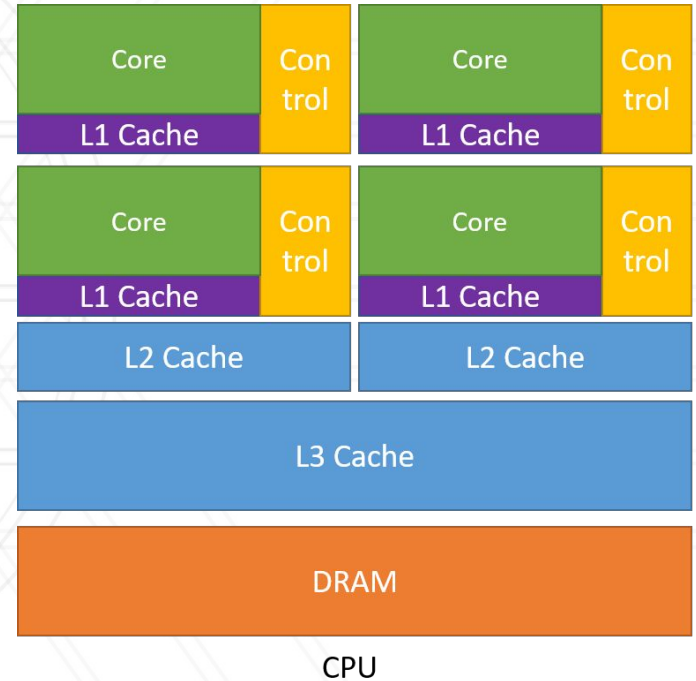 Core
Con
trol
L1 Cache
Core
Con
trol
L1 Cache
Core
Con
trol
L1 Cache
Core
Con
trol
L1 Cache
L2 Cache
L2 Cache
L3 Cache
DRAM
CPU